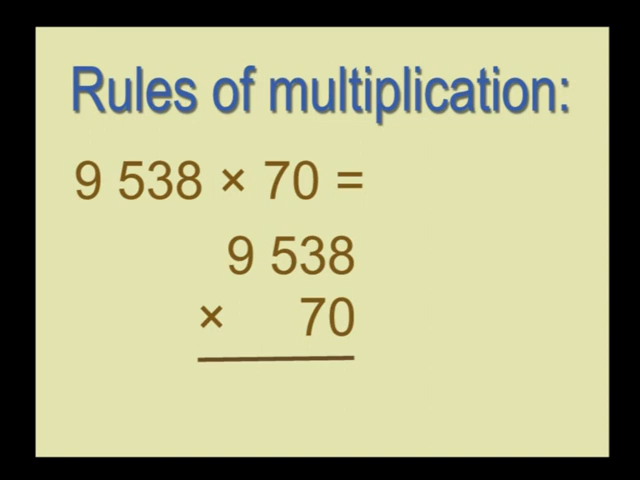 Rules of multiplication:
9 538 × 70 =
9 538
× 70